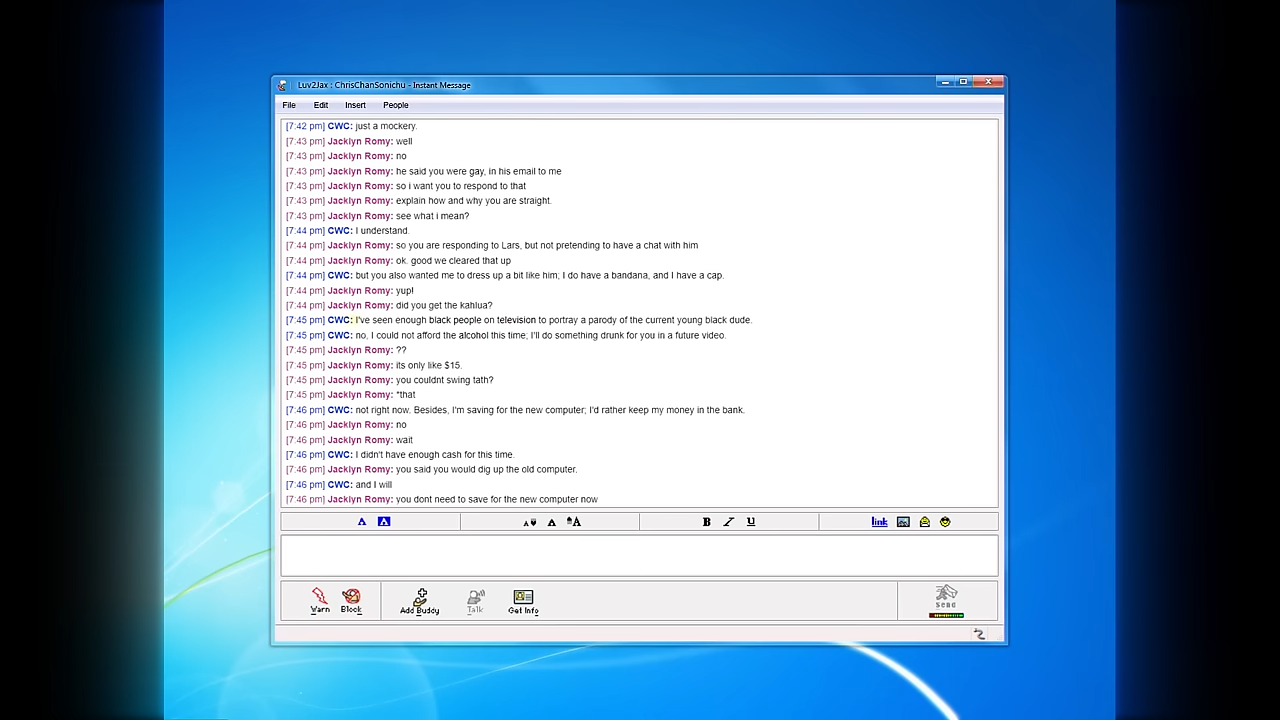 Luv2Jax : ChrisChanSonichu - Instant Message
File Edit Insert People
[7:42 pm] CWC: just a mockery.
[7:43 pm] Jacklyn Romy: well
[7:43 pm] Jacklyn Romy: no
[7:43 pm] Jacklyn Romy: he said you were gay, in his email to me
[7:43 pm] Jacklyn Romy: so i want you to respond to that
[7:43 pm] Jacklyn Romy: explain how and why you are straight.
[7:43 pm] Jacklyn Romy: see what i mean?
[7:44 pm] CWC: I understand.
[7:44 pm] Jacklyn Romy: so you are responding to Lars, but not pretending to have a chat with him
[7:44 pm] Jacklyn Romy: ok. good we cleared that up
[7:44 pm] CWC: but you also wanted me to dress up a bit like him; I do have a bandana, and I have a cap.
[7:44 pm] Jacklyn Romy: yup!
[7:44 pm] Jacklyn Romy: did you get the kahlua?
[7:45 pm] CWC: I've seen enough black people on television to portray a parody of the current young black dude.
[7:45 pm] CWC: no, I could not afford the alcohol this time; I'll do something drunk for you in a future video.
[7:45 pm] Jacklyn Romy: ??
[7:45 pm] Jacklyn Romy: its only like $15.
[7:45 pm] Jacklyn Romy: you couldnt swing tath?
[7:45 pm] Jacklyn Romy: *that
[7:46 pm] CWC: not right now. Besides, I'm saving for the new computer; I'd rather keep my money in the bank.
[7:46 pm] Jacklyn Romy: no
[7:46 pm] Jacklyn Romy: wait
[7:46 pm] CWC: I didn't have enough cash for this time.
[7:46 pm] Jacklyn Romy: you said you would dig up the old computer.
[7:46 pm] CWC: and I will
[7:46 pm] Jacklyn Romy: you dont need to save for the new computer now
A A A A A B I U link
Warn Block Add Buddy Talk Get Info Send